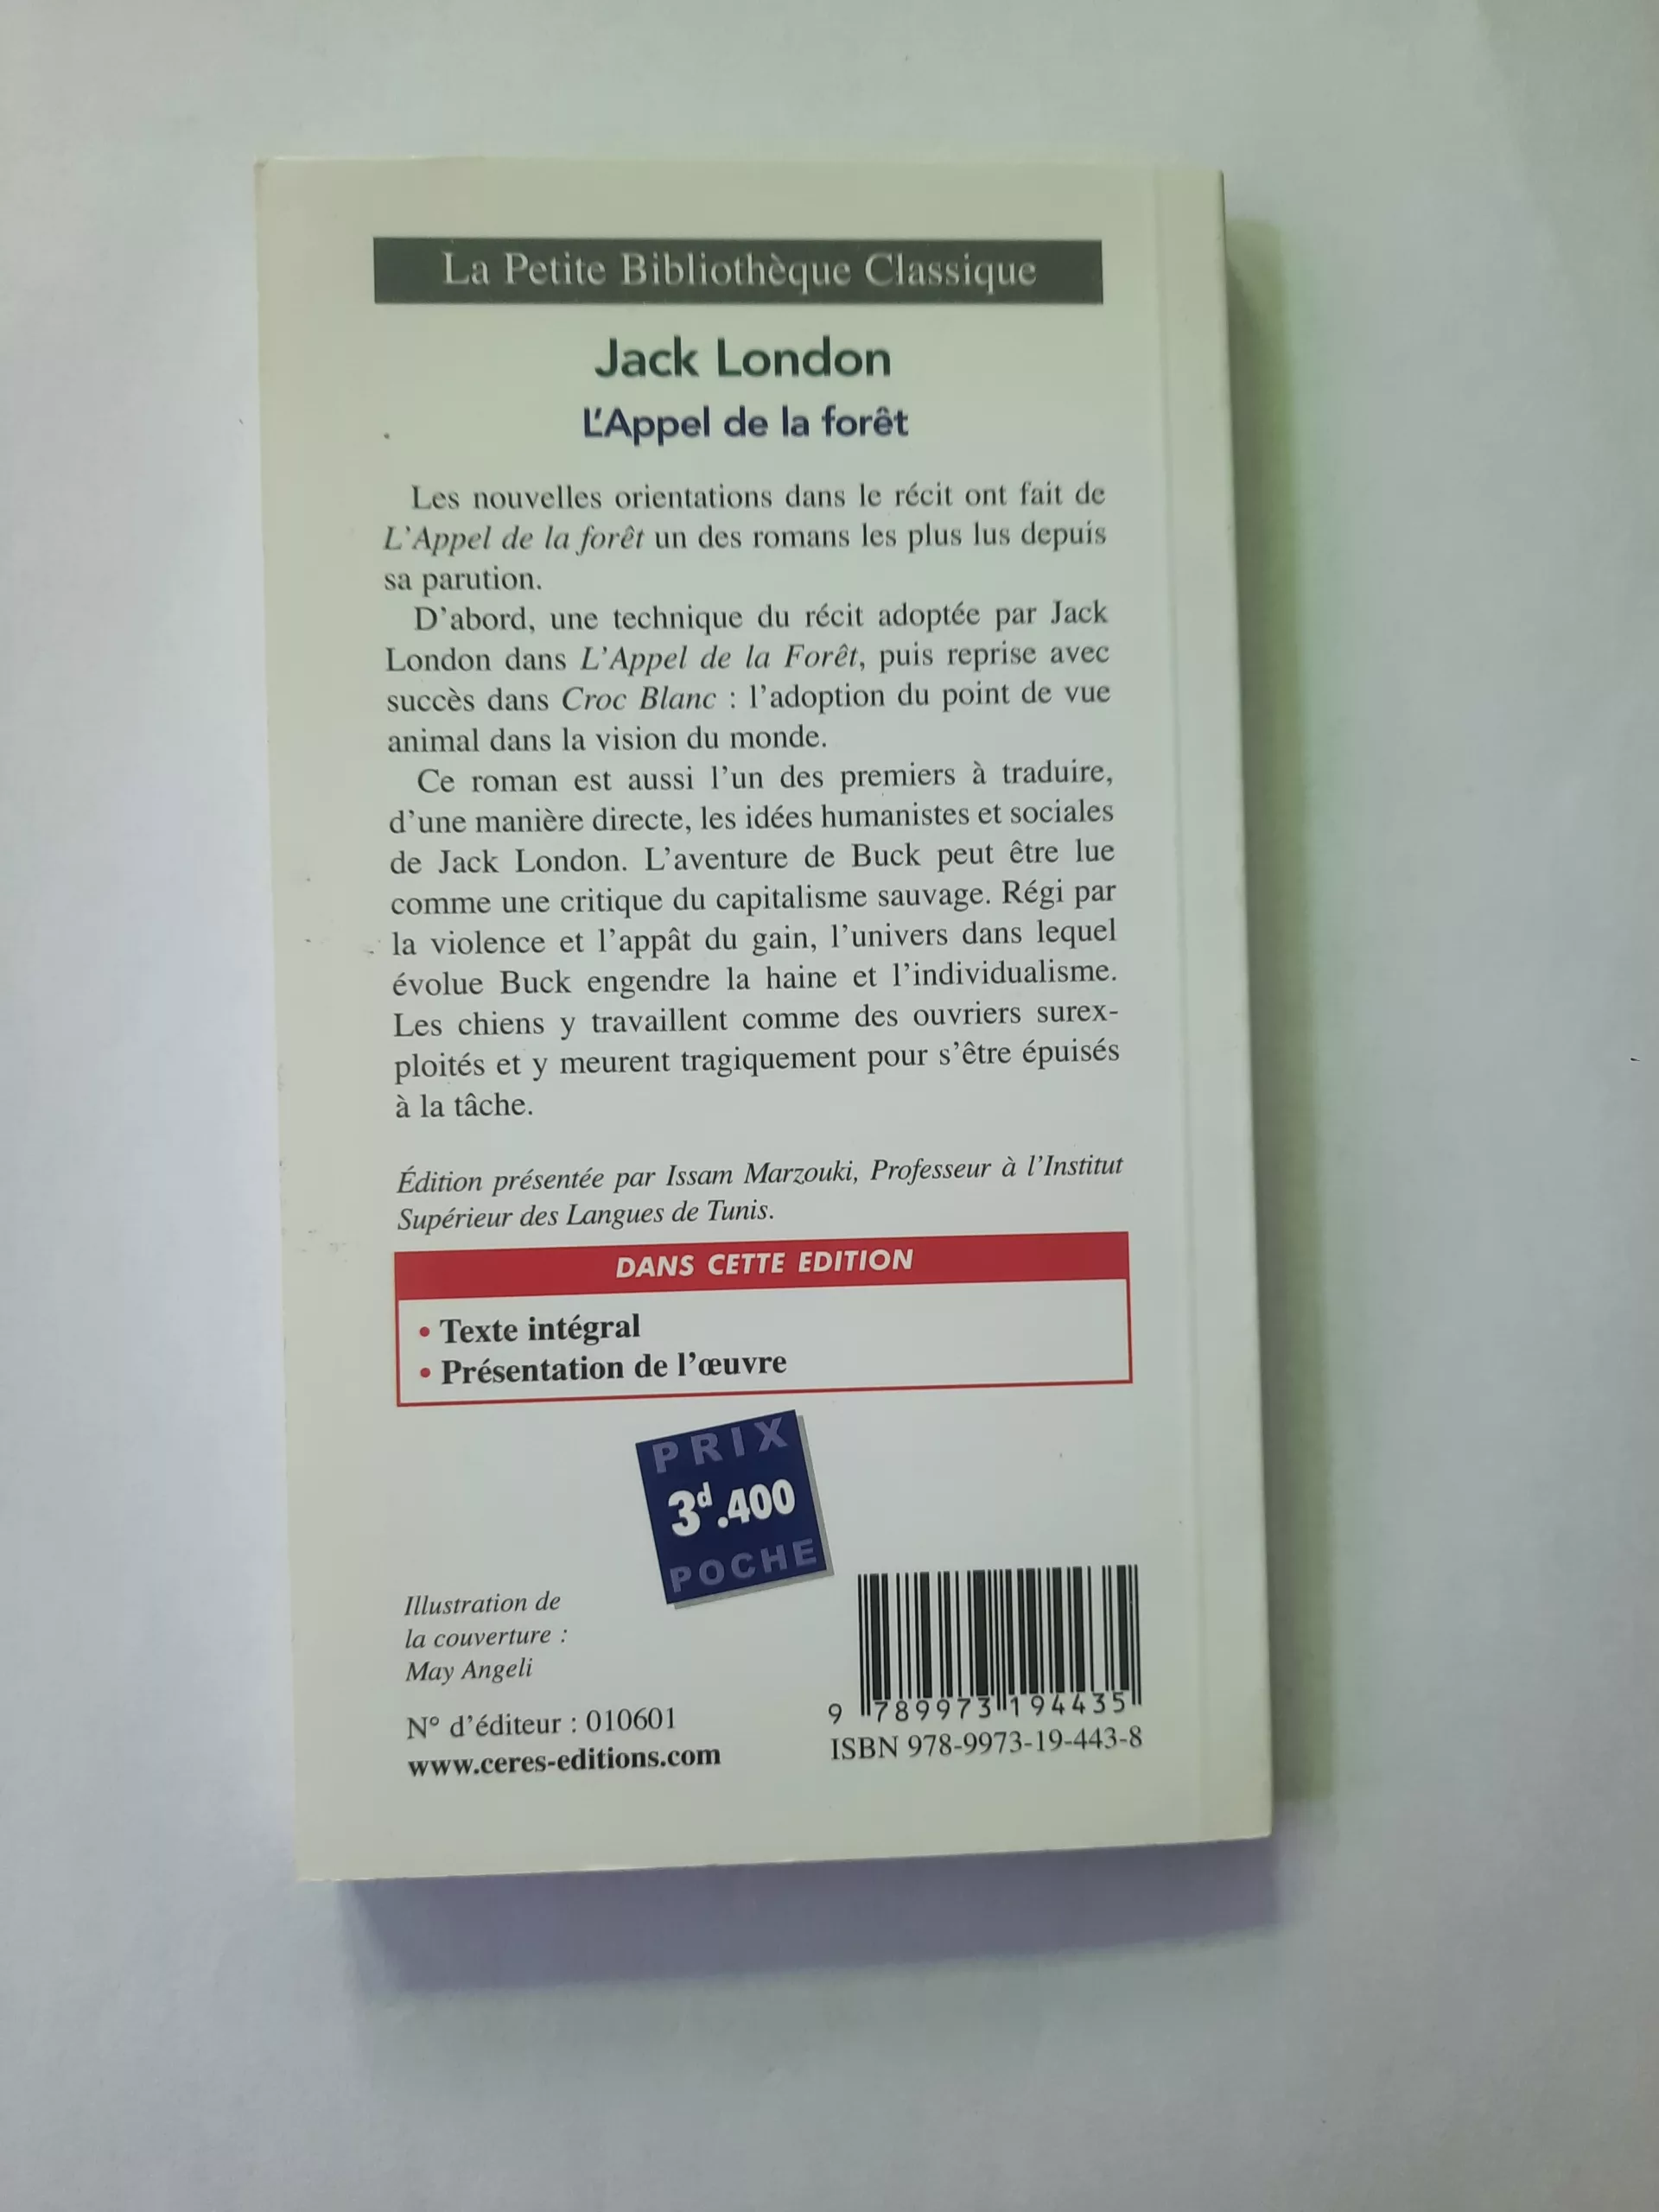 La Petite Bibliothèque Classique
Jack London
L'Appel de la forêt
Les nouvelles orientations dans le récit ont fait de
L'Appel de la forêt un des romans les plus lus depuis
sa parution.
D'abord, une technique du récit adoptée par Jack
London dans L'Appel de la Forêt, puis reprise avec
succès dans Croc Blanc : l'adoption du point de vue
animal dans la vision du monde.
Ce roman est aussi l'un des premiers à traduire,
d'une manière directe, les idées humanistes et sociales
de Jack London. L'aventure de Buck peut être lue
comme une critique du capitalisme sauvage. Régi par
la violence et l'appât du gain, l'univers dans lequel
évolue Buck engendre la haine et l'individualisme.
Les chiens y travaillent comme des ouvriers surex-
ploités et y meurent tragiquement pour s'être épuisés
à la tâche.
Édition présentée par Issam Marzouki, Professeur à l'Institut
Supérieur des Langues de Tunis.
DANS CETTE EDITION
• Texte intégral
• Présentation de l'œuvre
PRIX
3d.400
POCHE
Illustration de
la couverture :
May Angeli
N° d'éditeur : 010601
www.ceres-editions.com
9 789973 194435
ISBN 978-9973-19-443-8